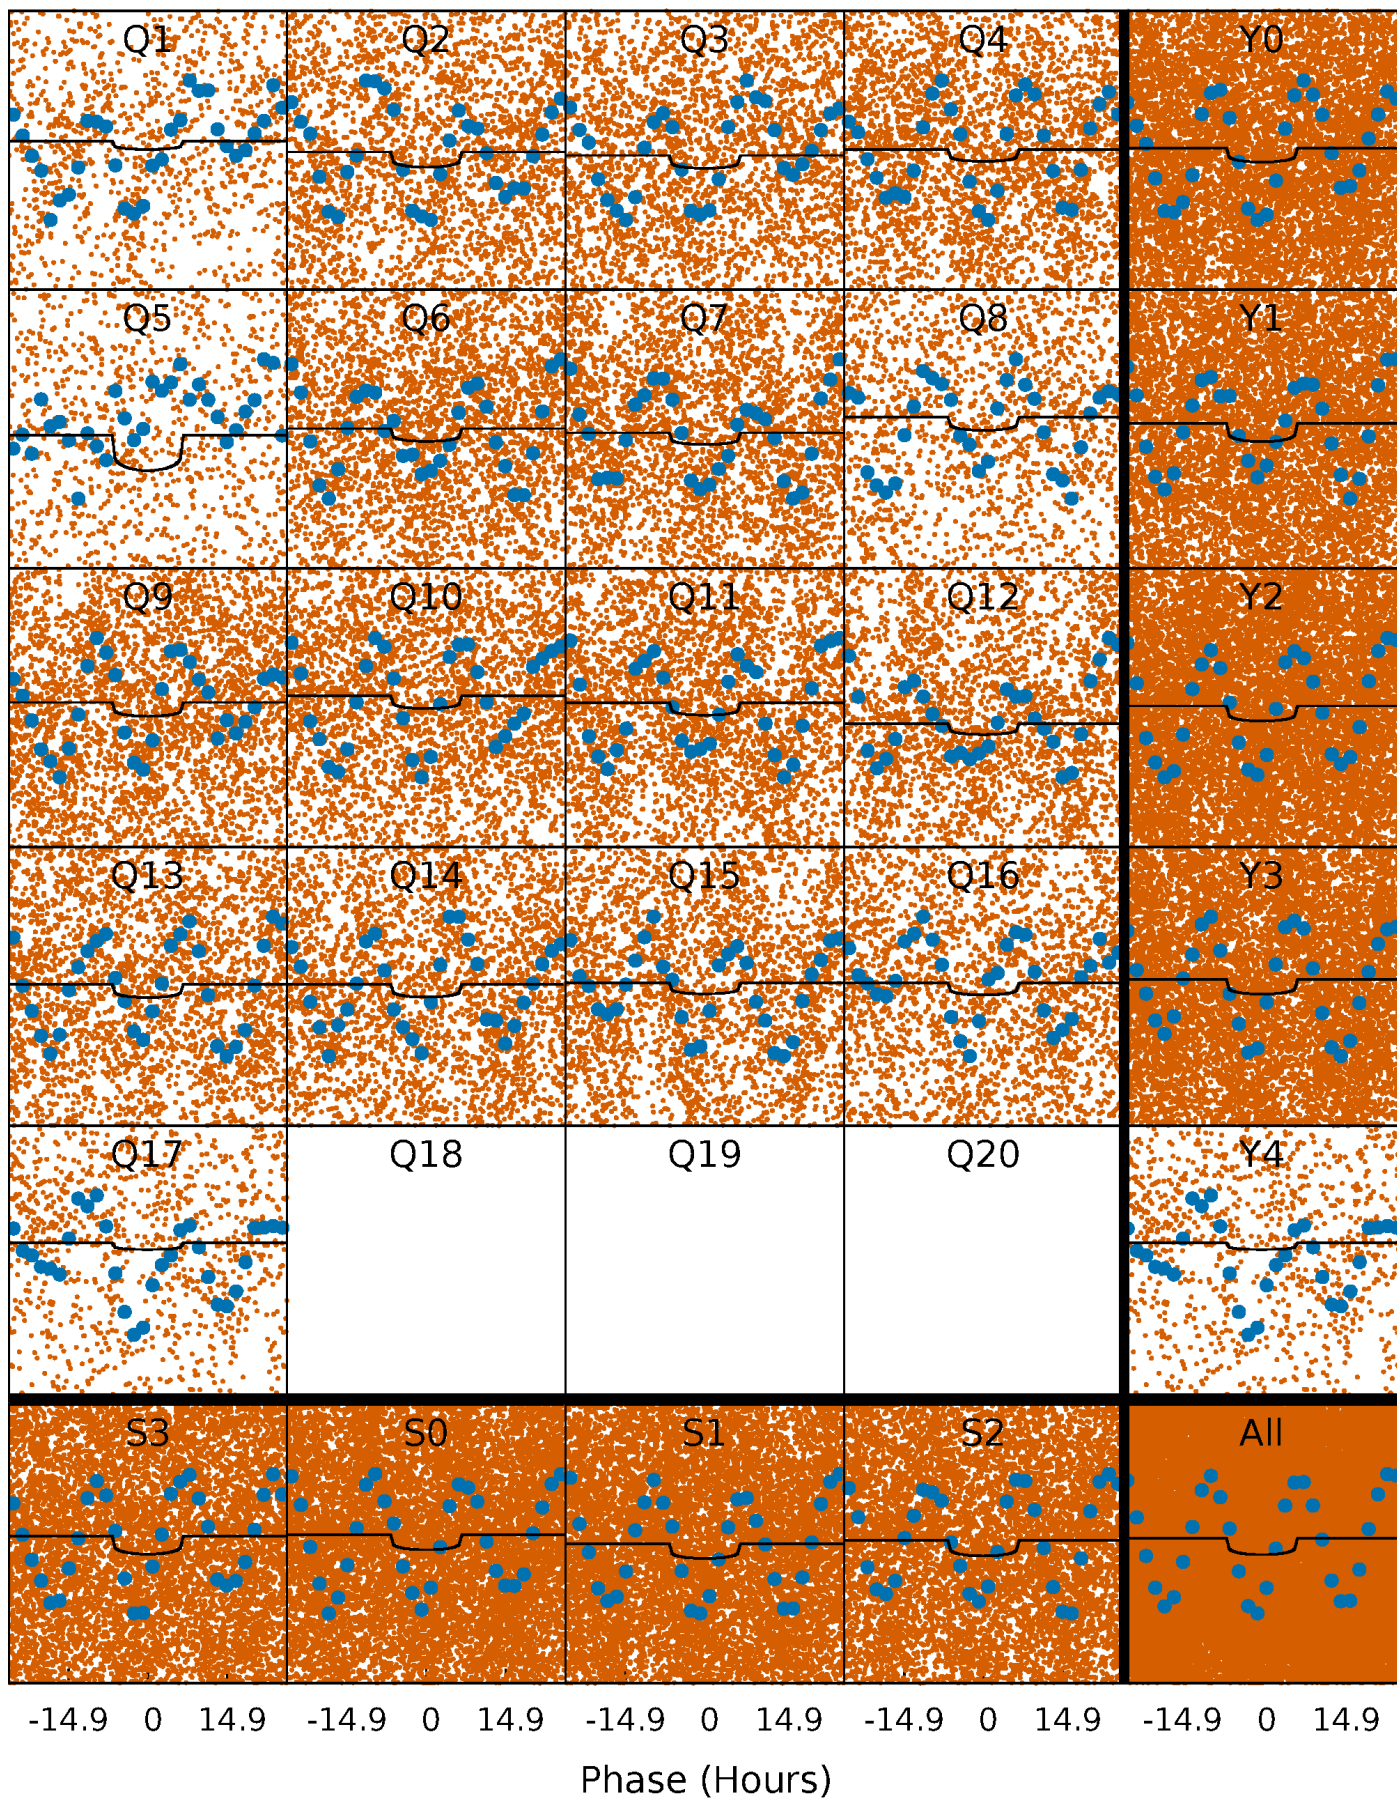 Q1 Q2 Q3 Q4 Y0
Q5 Q6 Q7 Q8 Y1
Q9 Q10 Q11 Q12 Y2
Q13 Q14 Q15 Q16 Y3
Q17 Q18 Q19 Q20 Y4
S3 S0 S1 S2 All
-14.9 0 14.9 -14.9 0 14.9 -14.9 0 14.9 -14.9 0 14.9 -14.9 0 14.9
Phase (Hours)